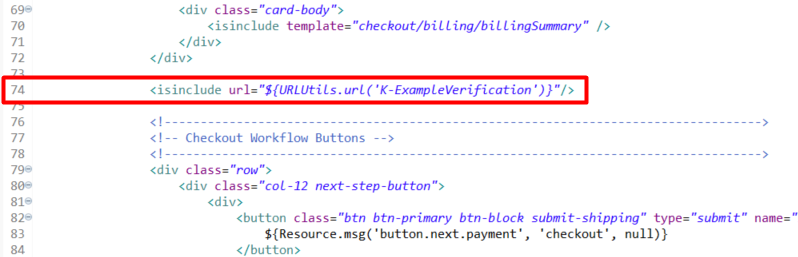 69 <div class="card-body">
70 <isinclude template="checkout/billing/billingSummary" />
71 </div>
72 </div>
73
74 <isinclude url="${URLUtils.url('K-ExampleVerification')}"/>
75
76 <!--------------------------------------------------------------------------------->
77 <!-- Checkout Workflow Buttons -->
78 <!--------------------------------------------------------------------------------->
79 <div class="row">
80 <div class="col-12 next-step-button">
81 <div>
82 <button class="btn btn-primary btn-block submit-shipping" type="submit" name="
83 ${Resource.msg('button.next.payment', 'checkout', null)}
84 </button>